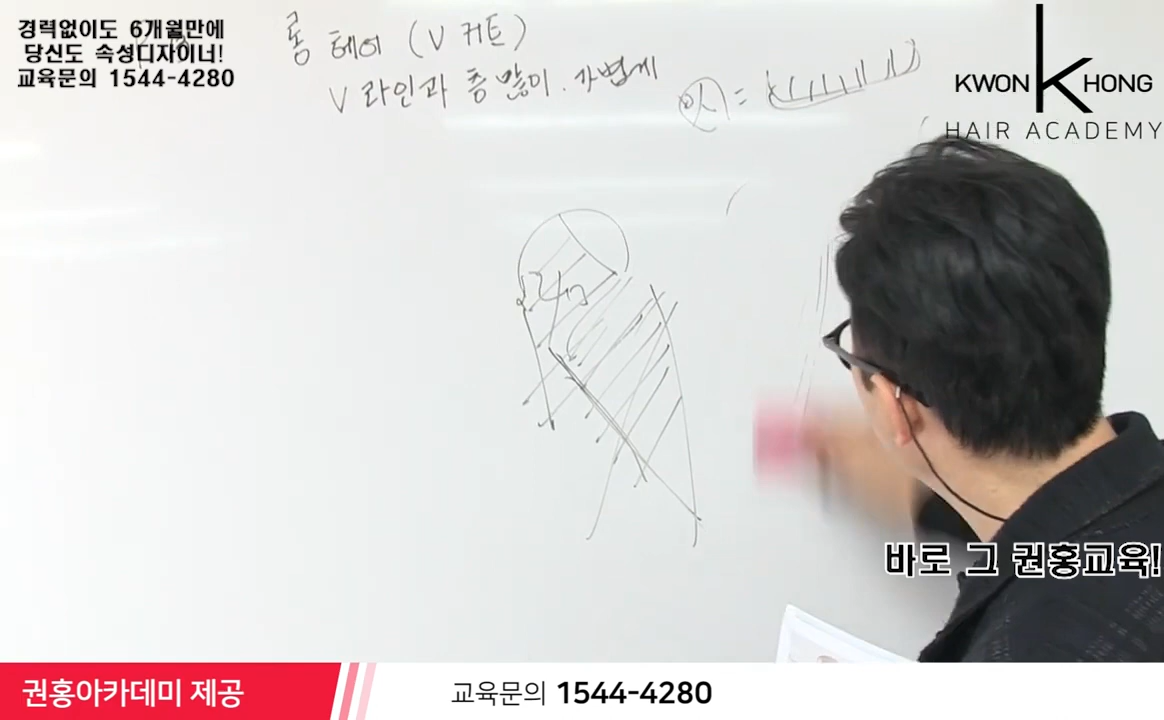 경력없이도 6개월만에
당신도 속성디자이너!
교육문의 1544-4280
롱 헤어 (V 커트)
V 라인과 층 많이. 가볍게
=
KWON K HONG
HAIR ACADEMY
바로 그 권홍교육!
권홍아카데미 제공
교육문의 1544-4280